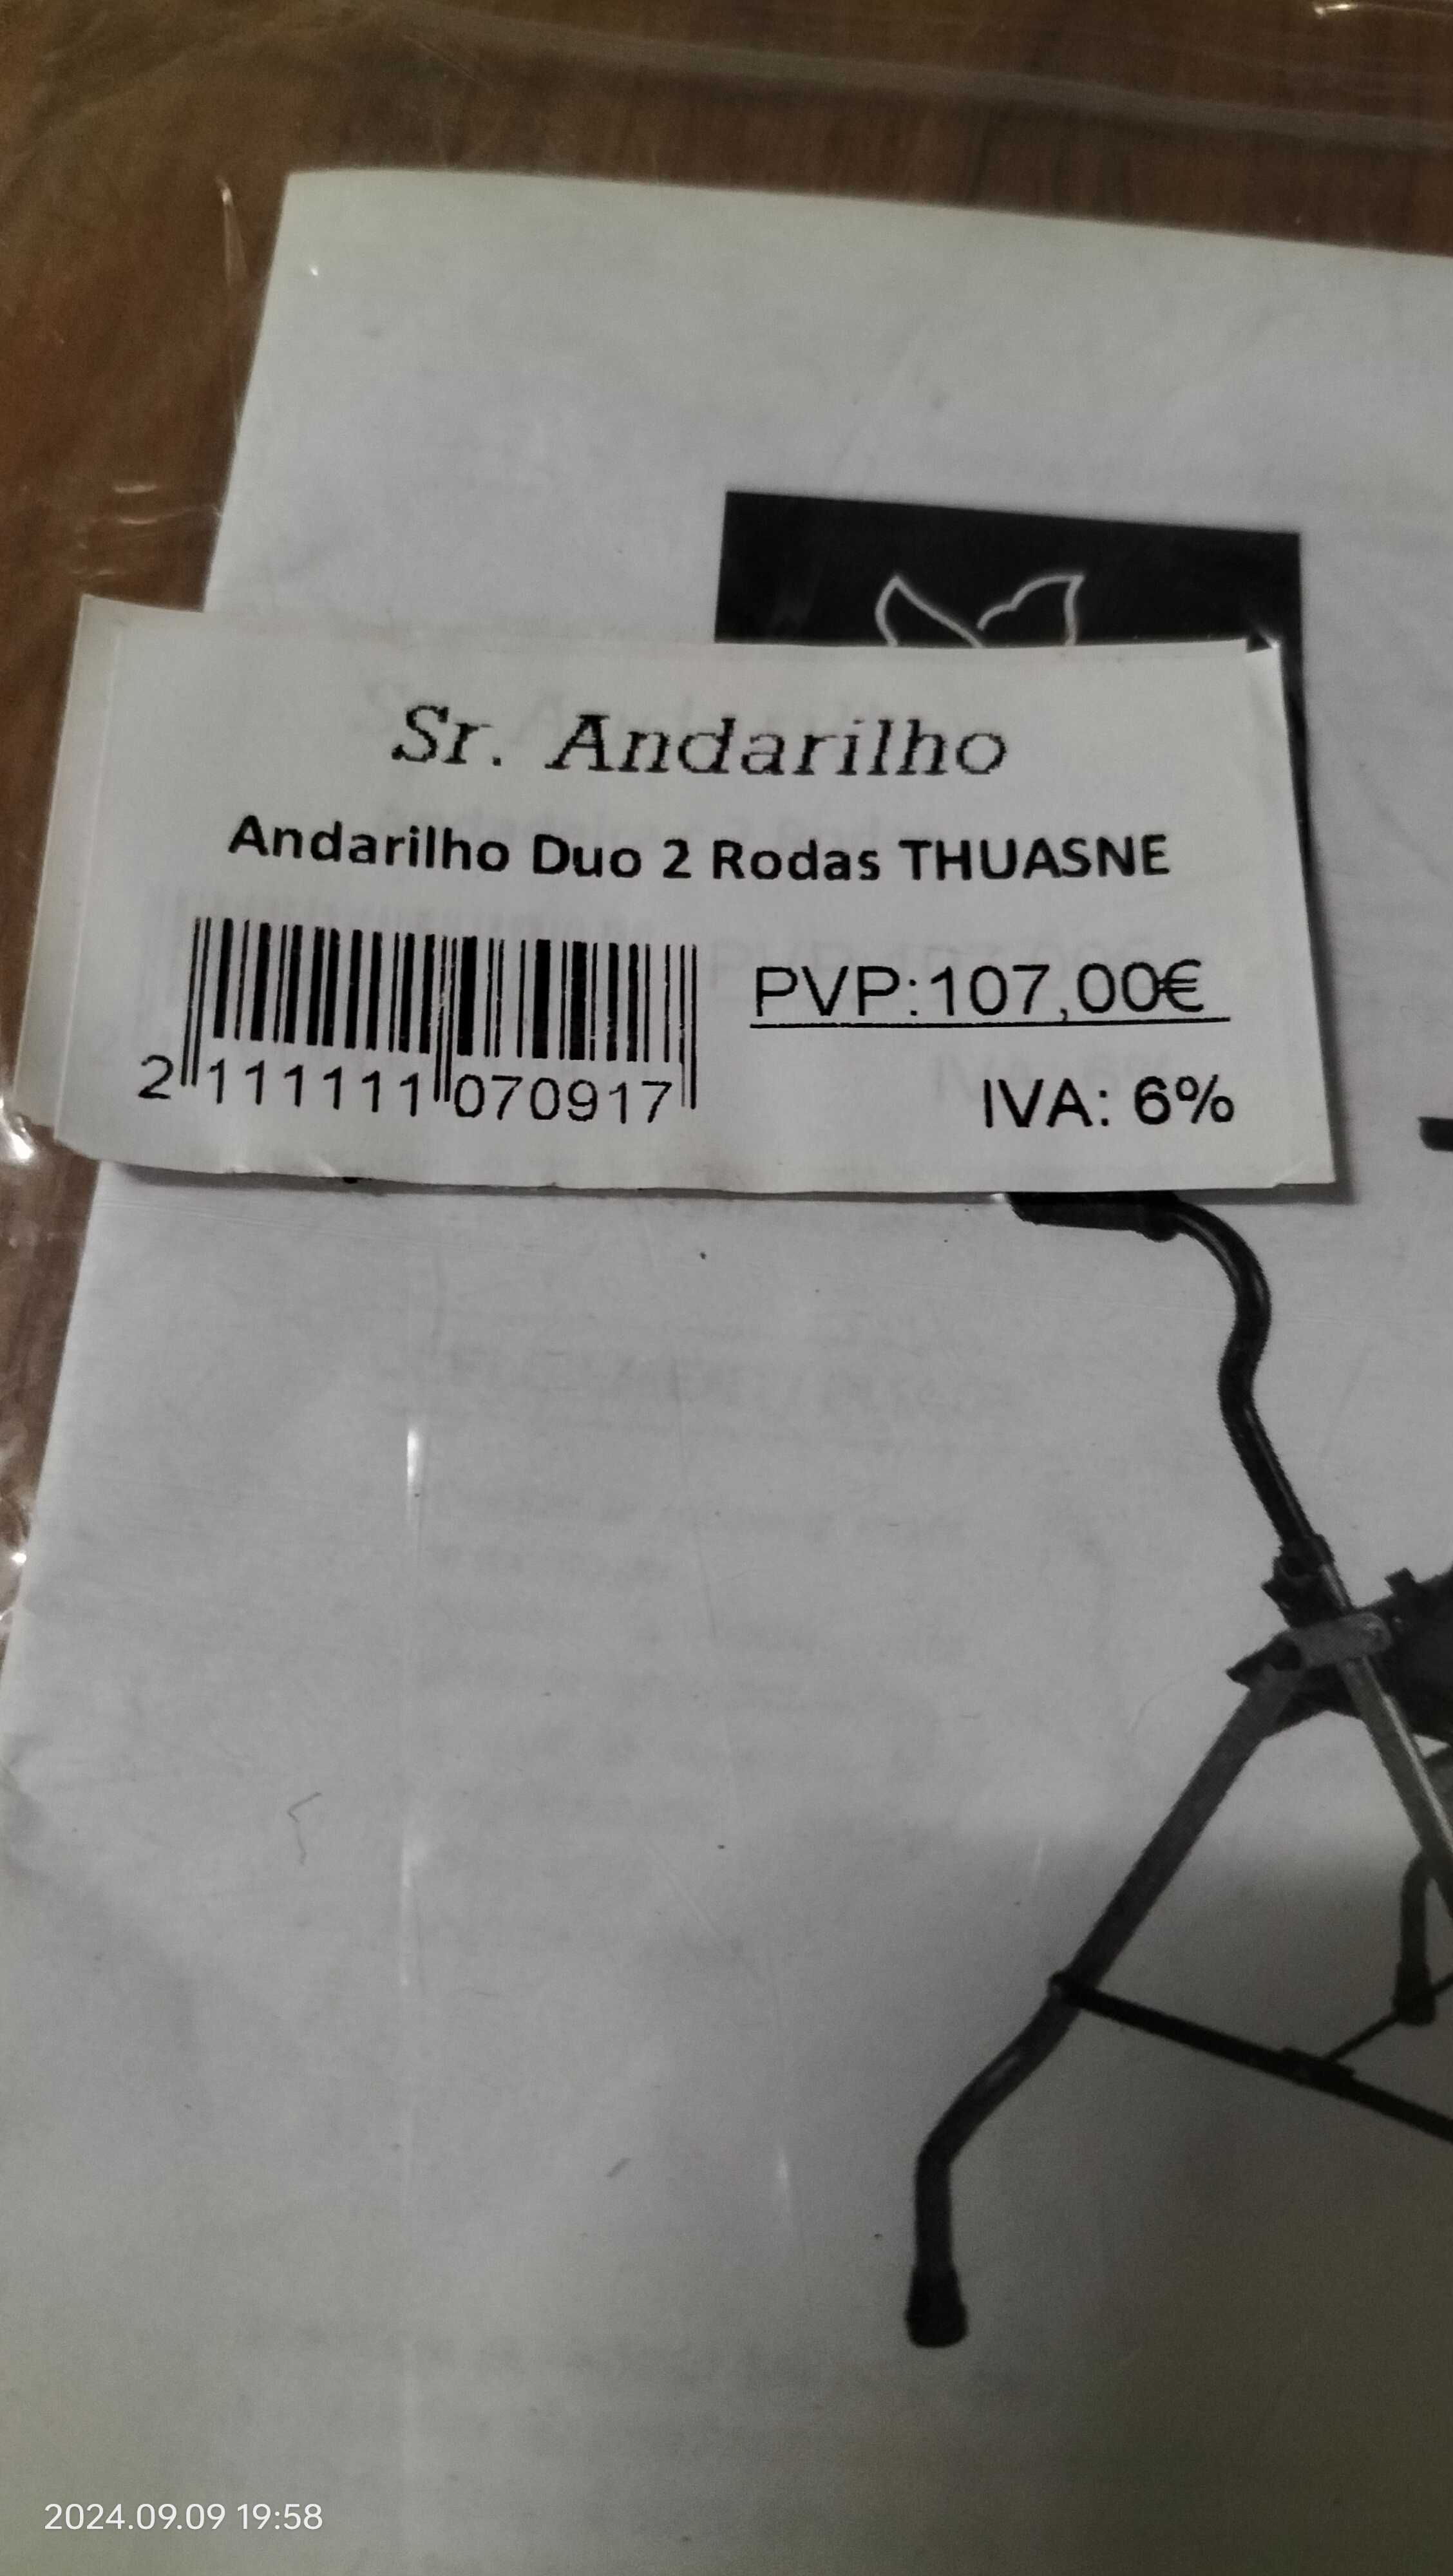 Sr. Andarilho
Andarilho Duo 2 Rodas THUASNE
PVP:107,00€
2 111111 070917
IVA: 6%
2024.09.09 19:58